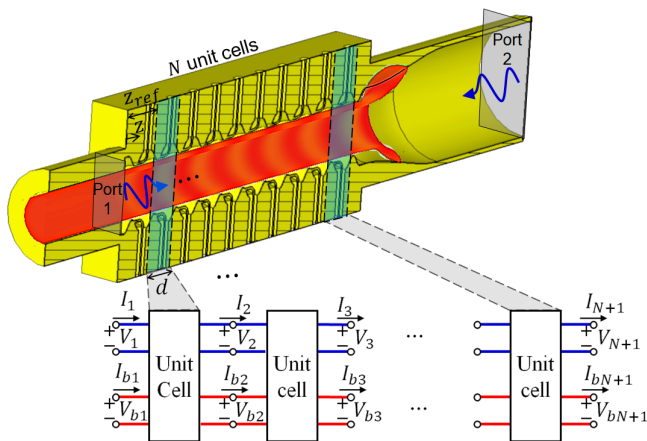 Port
2
N unit cells
z_ref
z
Port
1
...
d
...
I_1
I_2
I_3
I_{N+1}
+ V_1 −
+ V_2 −
+ V_3 −
...
+ V_{N+1} −
Unit
Cell
Unit
cell
Unit
cell
I_{b1}
I_{b2}
I_{b3}
I_{bN+1}
+ V_{b1} −
+ V_{b2} −
+ V_{b3} −
...
+ V_{bN+1} −